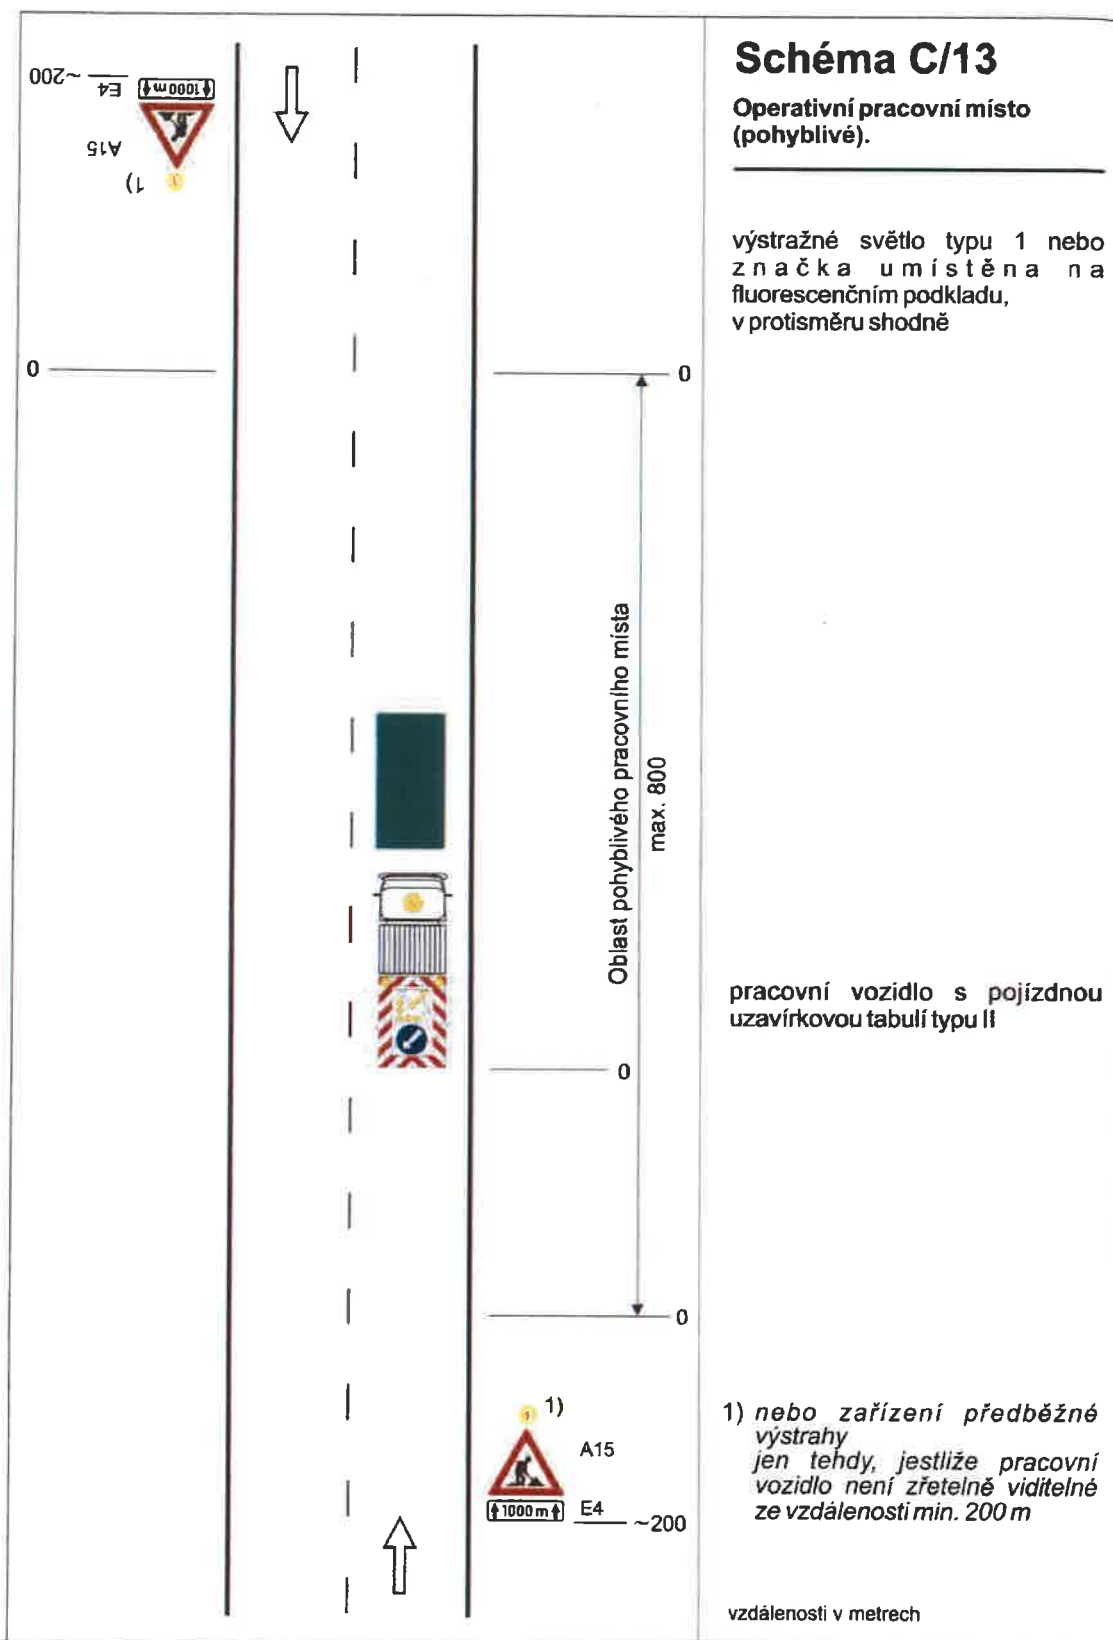 Schéma C/13
Operativní pracovní místo
(pohyblivé).
výstražné světlo typu 1 nebo
značka umístěna na
fluorescenčním podkladu,
v protisměru shodně
~200
E4
1000 m
A15
1)
0
0
Oblast pohyblivého pracovního místa
max. 800
pracovní vozidlo s pojízdnou
uzavírkovou tabulí typu II
0
0
1)
A15
1000 m
E4
~200
1) nebo zařízení předběžné
výstrahy
jen tehdy, jestliže pracovní
vozidlo není zřetelně viditelné
ze vzdálenosti min. 200 m
vzdálenosti v metrech